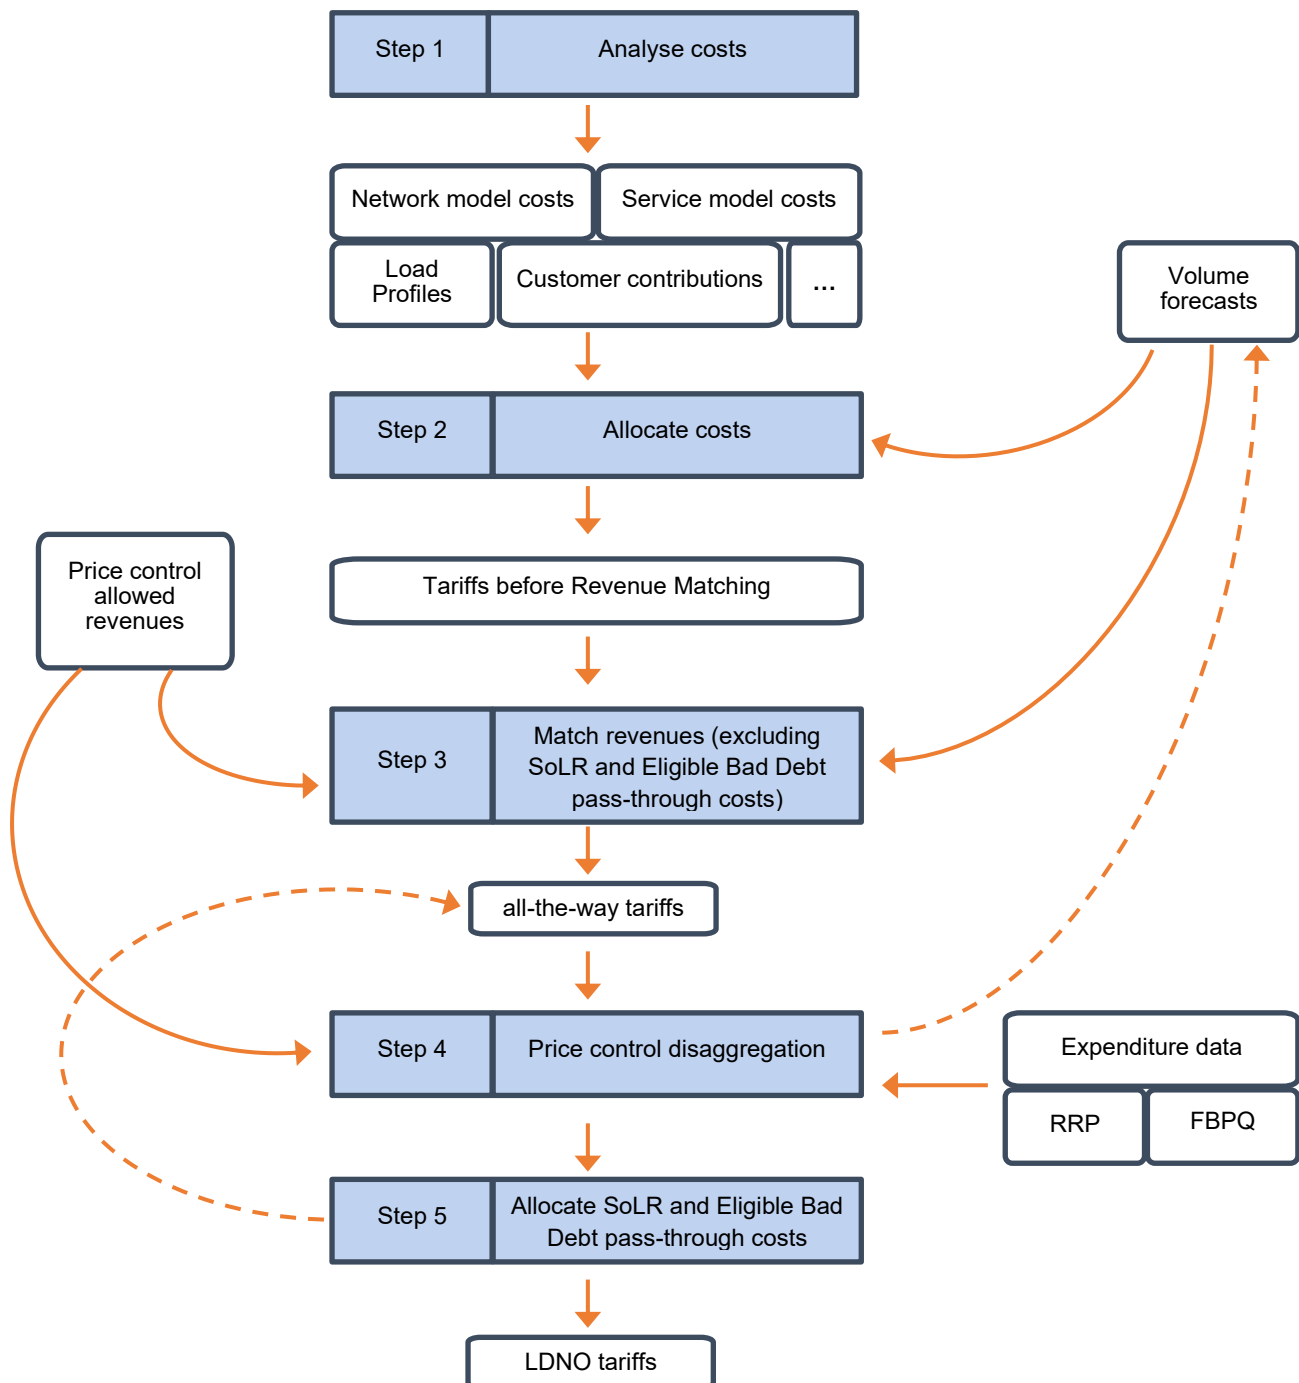 Step 1
Analyse costs
Network model costs
Service model costs
Load
Profiles
Customer contributions
...
Volume
forecasts
Step 2
Allocate costs
Price control
allowed
revenues
Tariffs before Revenue Matching
Step 3
Match revenues (excluding
SoLR and Eligible Bad Debt
pass-through costs)
all-the-way tariffs
Step 4
Price control disaggregation
Expenditure data
RRP
FBPQ
Step 5
Allocate SoLR and Eligible Bad
Debt pass-through costs
LDNO tariffs